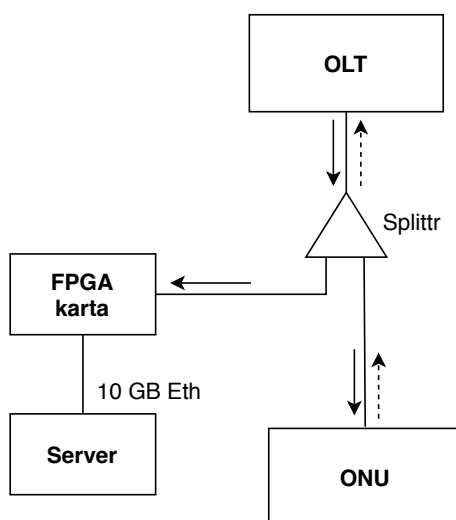 OLT
Splittr
FPGA
karta
10 GB Eth
Server
ONU